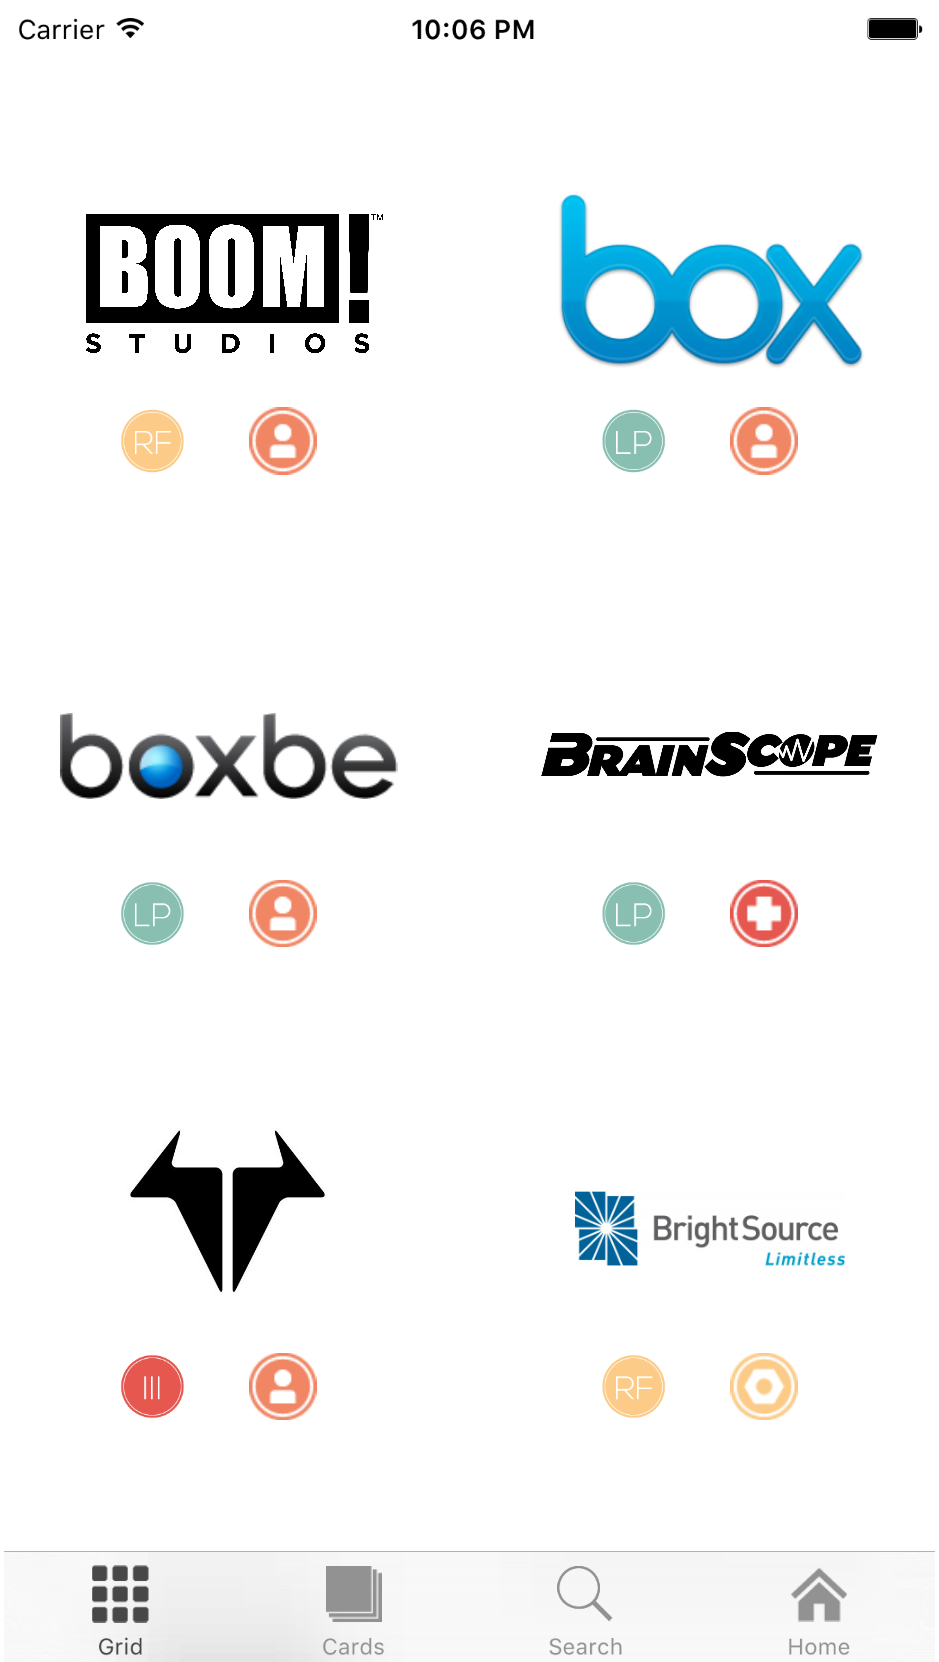 Carrier 10:06 PM
BOOM! ™
STUDIOS
box
RF
LP
boxbe
BRAINSCOPE
LP
LP
BrightSource
Limitless
III
RF
Grid Cards Search Home